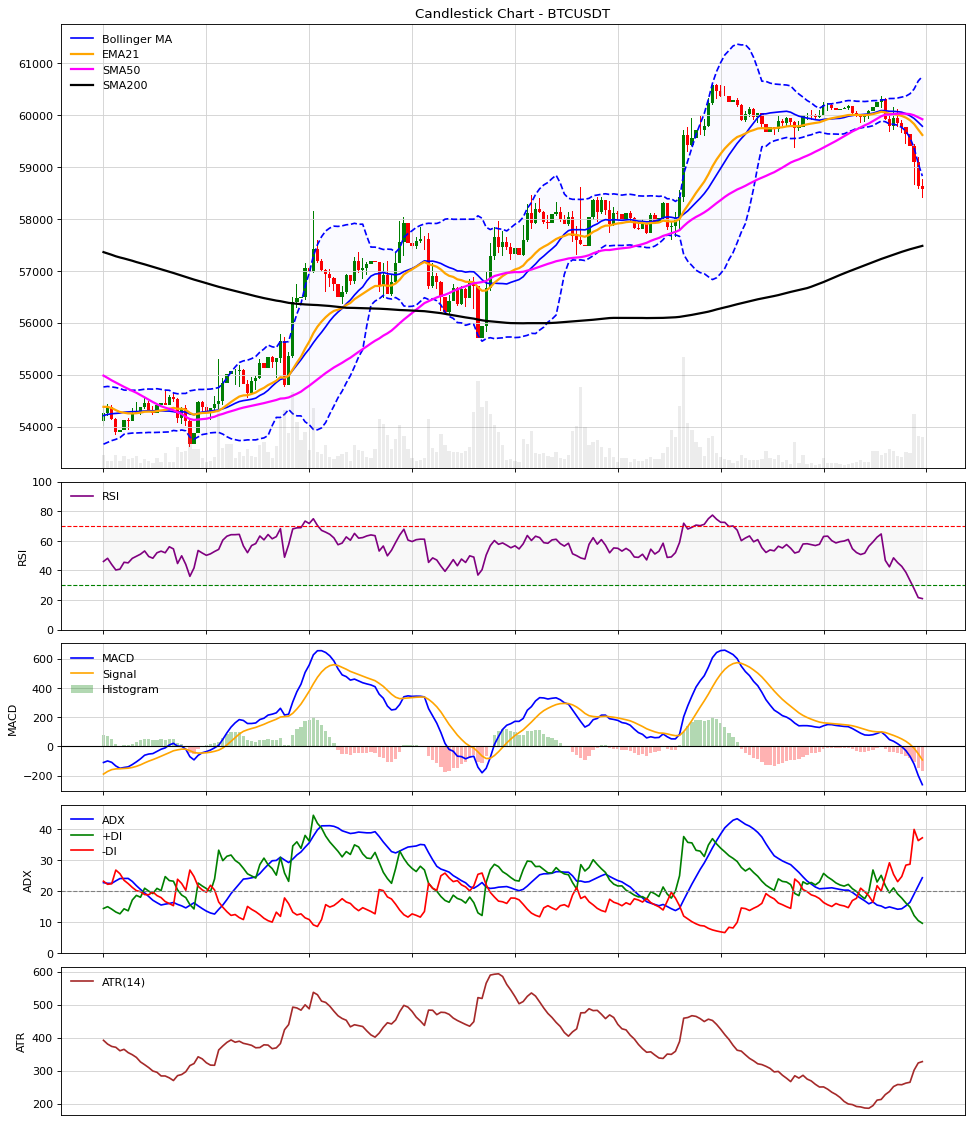 Candlestick Chart - BTCUSDT
Bollinger MA
EMA21
SMA50
SMA200
61000
60000
59000
58000
57000
56000
55000
54000
RSI
100
80
60
40
20
0
RSI
MACD
Signal
Histogram
600
400
200
0
−200
MACD
ADX
+DI
-DI
40
30
20
10
0
ADX
ATR(14)
600
500
400
300
200
ATR